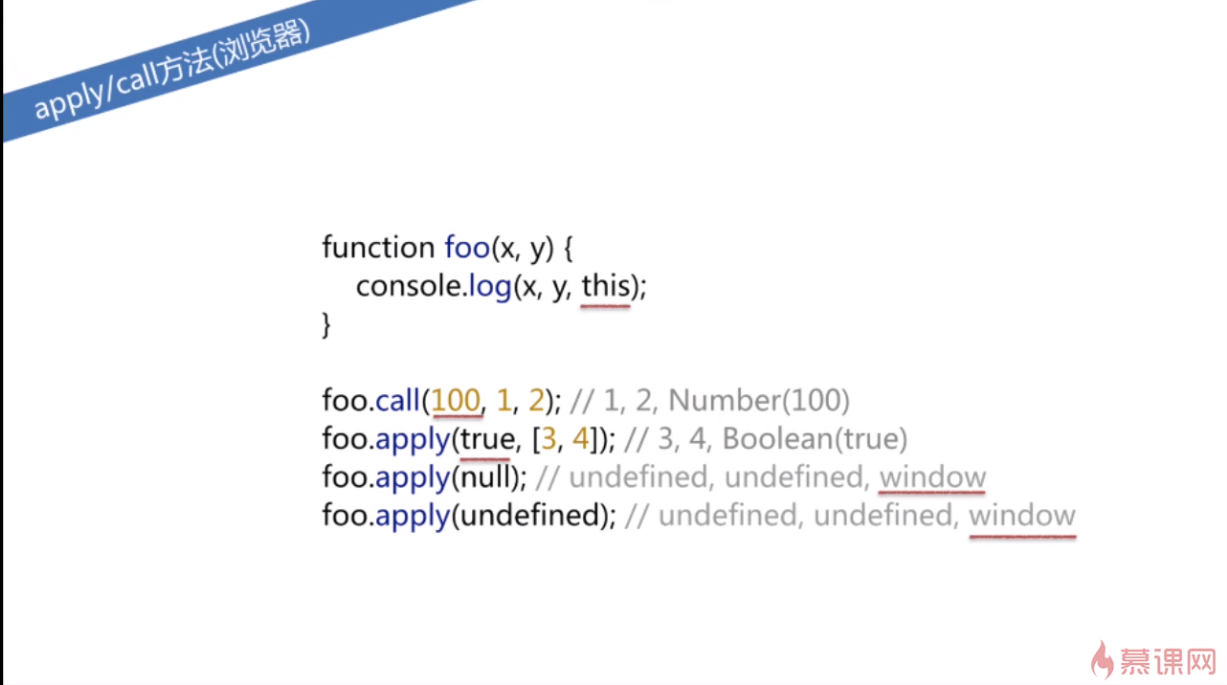 apply/call方法(浏览器)
function foo(x, y) {
console.log(x, y, this);
}
foo.call(100, 1, 2); // 1, 2, Number(100)
foo.apply(true, [3, 4]); // 3, 4, Boolean(true)
foo.apply(null); // undefined, undefined, window
foo.apply(undefined); // undefined, undefined, window
慕课网